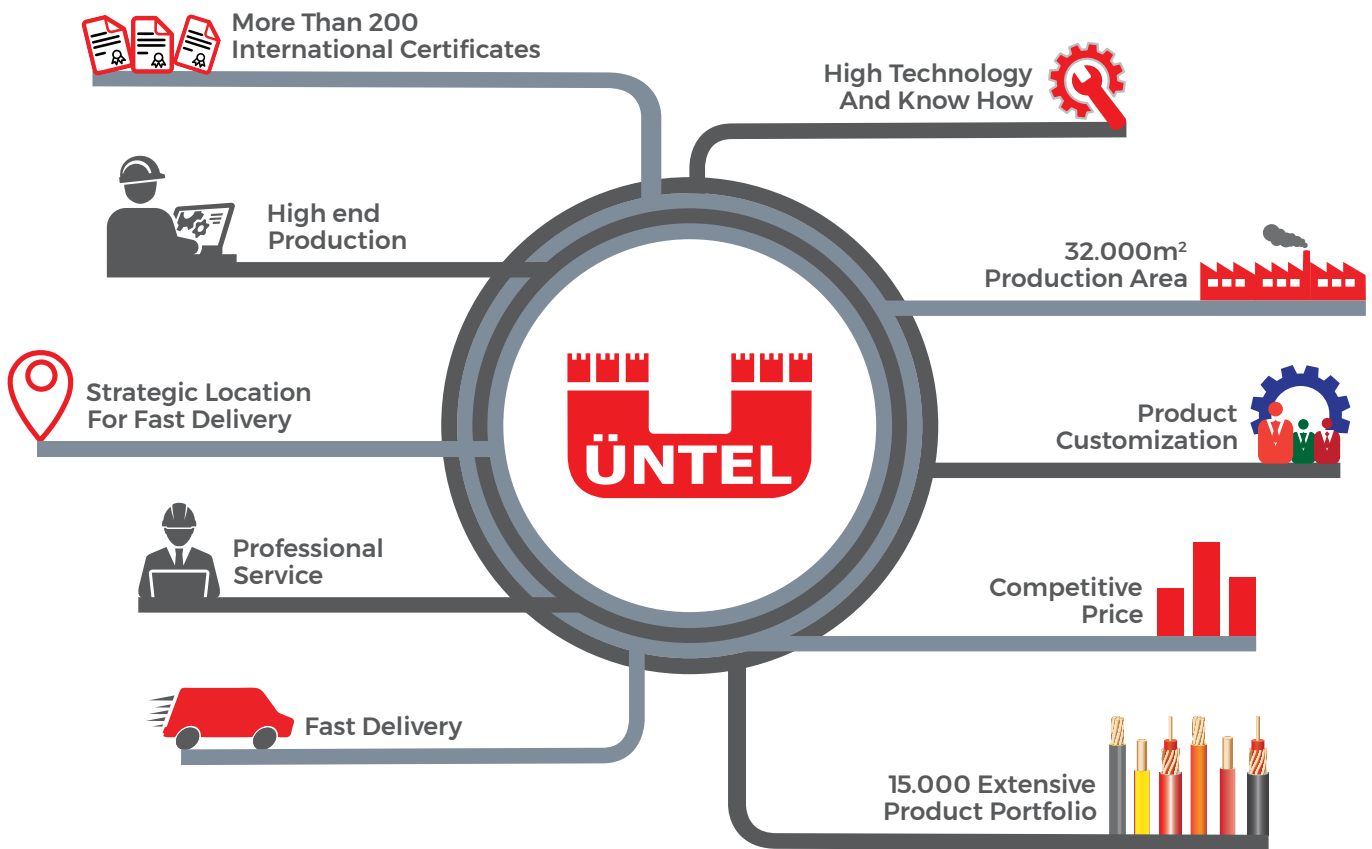 More Than 200
International Certificates
High Technology
And Know How
High end
Production
32.000m²
Production Area
Strategic Location
For Fast Delivery
Product
Customization
ÜNTEL
Professional
Service
Competitive
Price
Fast Delivery
15.000 Extensive
Product Portfolio